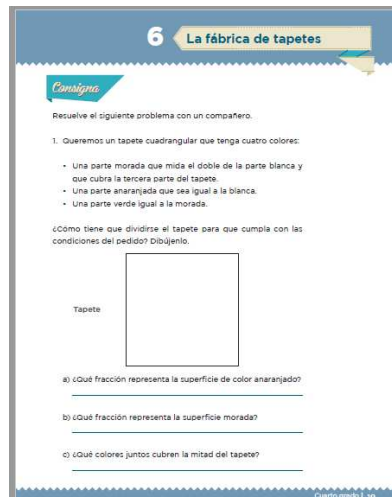 6
La fábrica de tapetes
Consigna
Resuelve el siguiente problema con un compañero.
1. Queremos un tapete cuadrangular que tenga cuatro colores:
• Una parte morada que mida el doble de la parte blanca y
que cubra la tercera parte del tapete.
• Una parte anaranjada que sea igual a la blanca.
• Una parte verde igual a la morada.
¿Cómo tiene que dividirse el tapete para que cumpla con las
condiciones del pedido? Dibújenlo.
Tapete
a) ¿Qué fracción representa la superficie de color anaranjado?
b) ¿Qué fracción representa la superficie morada?
c) ¿Qué colores juntos cubren la mitad del tapete?
Cuarto grado |